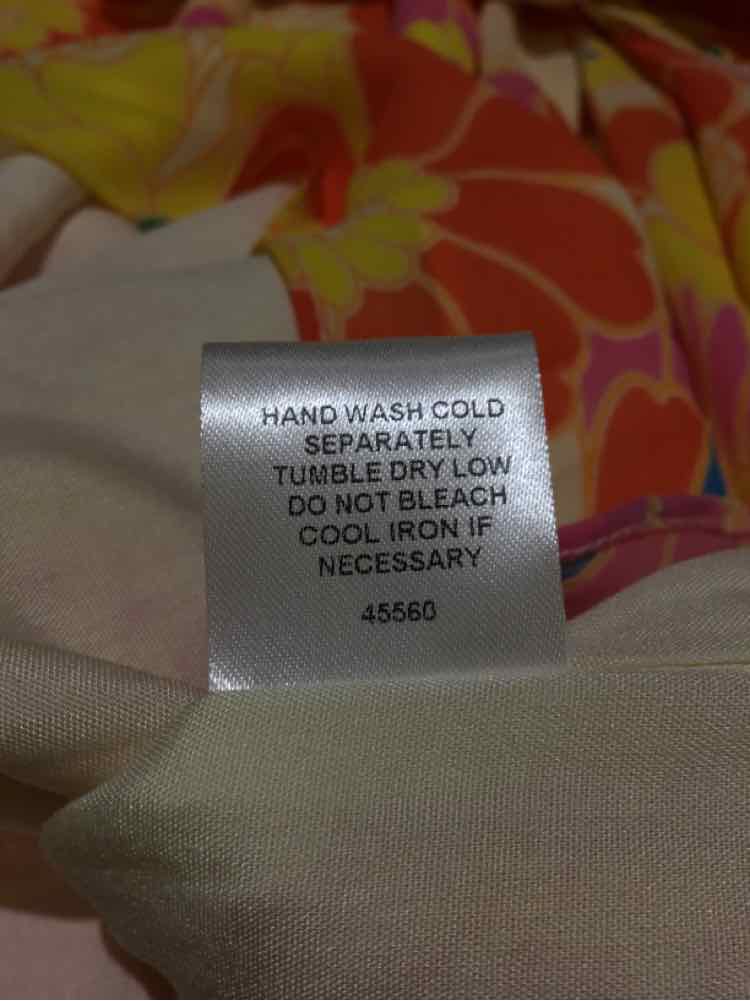 HAND WASH COLD
SEPARATELY
TUMBLE DRY LOW
DO NOT BLEACH
COOL IRON IF
NECESSARY
45560